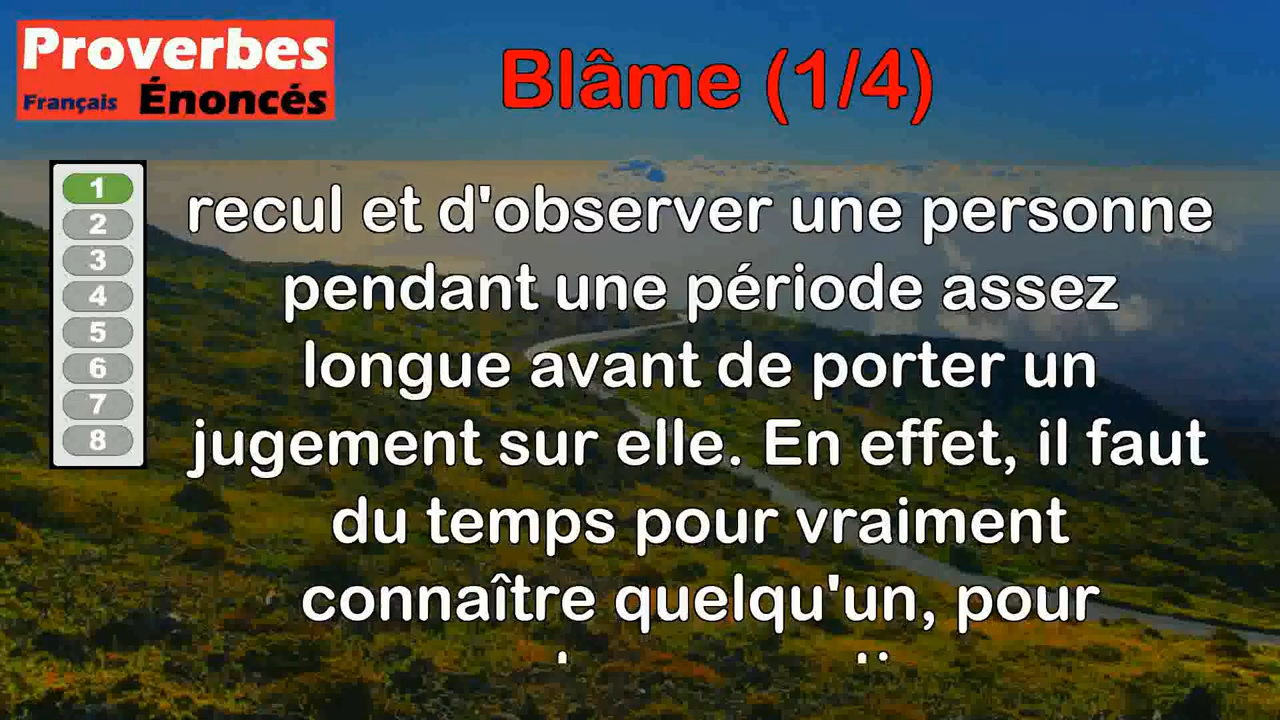 Proverbes
Français Énoncés
Blâme (1/4)
1
2
3
4
5
6
7
8
recul et d'observer une personne
pendant une période assez
longue avant de porter un
jugement sur elle. En effet, il faut
du temps pour vraiment
connaître quelqu'un, pour